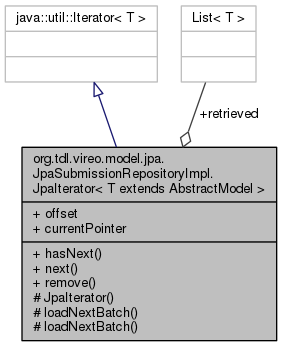 java::util::Iterator< T >
List< T >
+retrieved
org.tdl.vireo.model.jpa.
JpaSubmissionRepositoryImpl.
JpaIterator< T extends AbstractModel >
+ offset
+ currentPointer
+ hasNext()
+ next()
+ remove()
# JpaIterator()
# loadNextBatch()
# loadNextBatch()